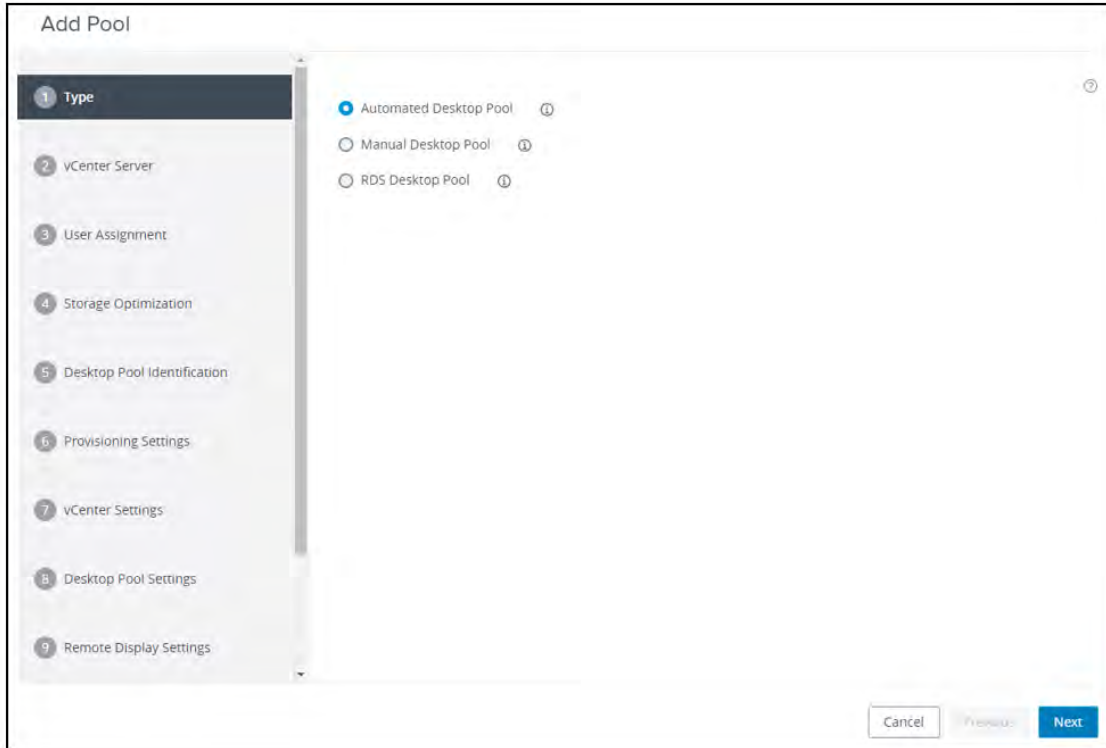 Add Pool
1 Type
Automated Desktop Pool
Manual Desktop Pool
RDS Desktop Pool
2 vCenter Server
3 User Assignment
4 Storage Optimization
5 Desktop Pool Identification
6 Provisioning Settings
7 vCenter Settings
8 Desktop Pool Settings
9 Remote Display Settings
Cancel Previous Next